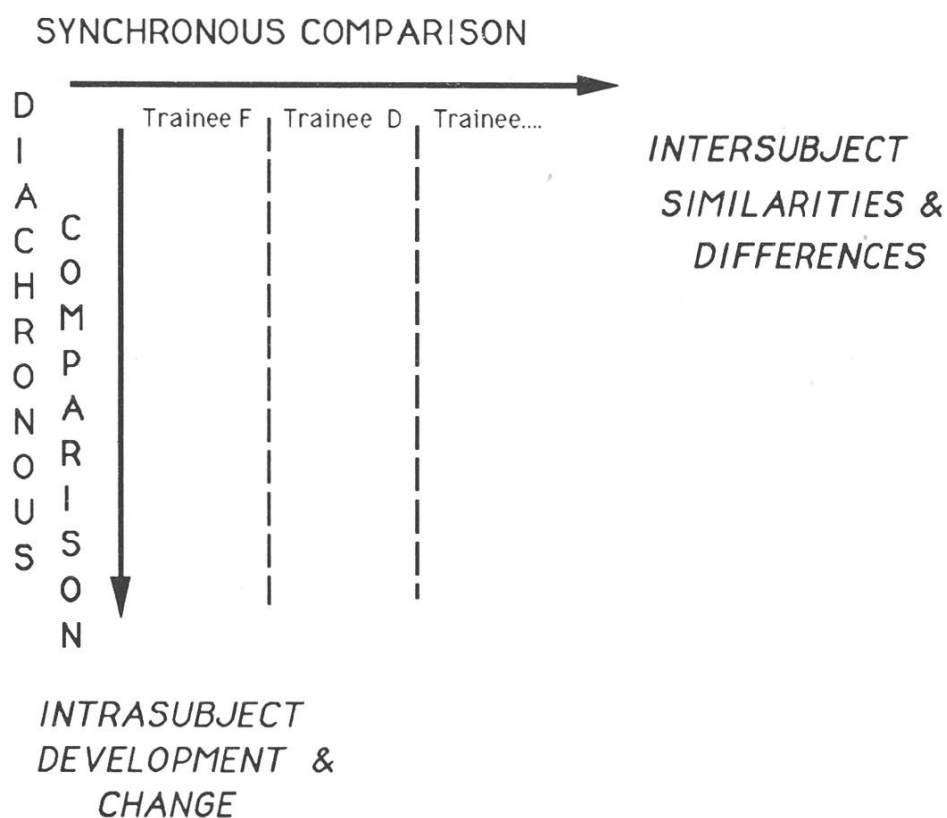 SYNCHRONOUS COMPARISON
DIACHRONOUS
COMPARISON
Trainee F
Trainee D
Trainee....
INTERSUBJECT
SIMILARITIES &
DIFFERENCES
INTRASUBJECT
DEVELOPMENT &
CHANGE